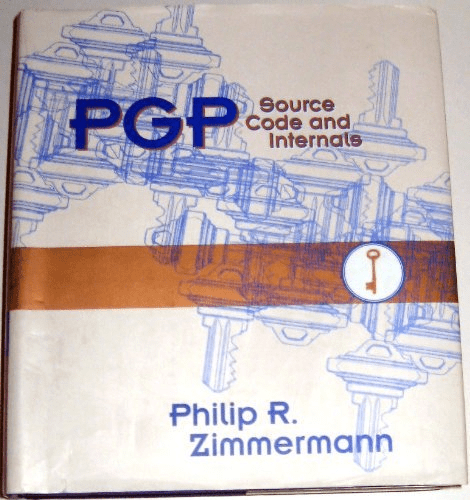 PGP Source
Code and
Internals
Philip R.
Zimmermann